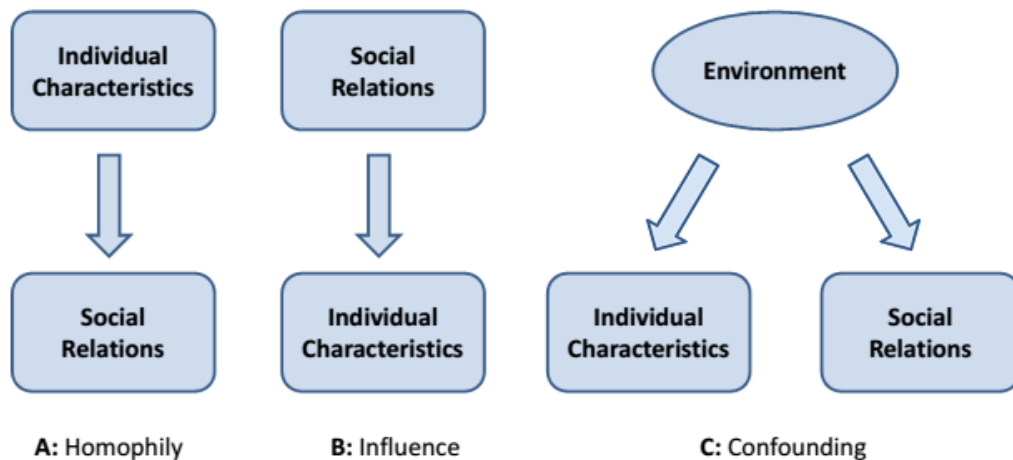 Individual
Characteristics
Social
Relations
A: Homophily
Social
Relations
Individual
Characteristics
B: Influence
Environment
Individual
Characteristics
Social
Relations
C: Confounding